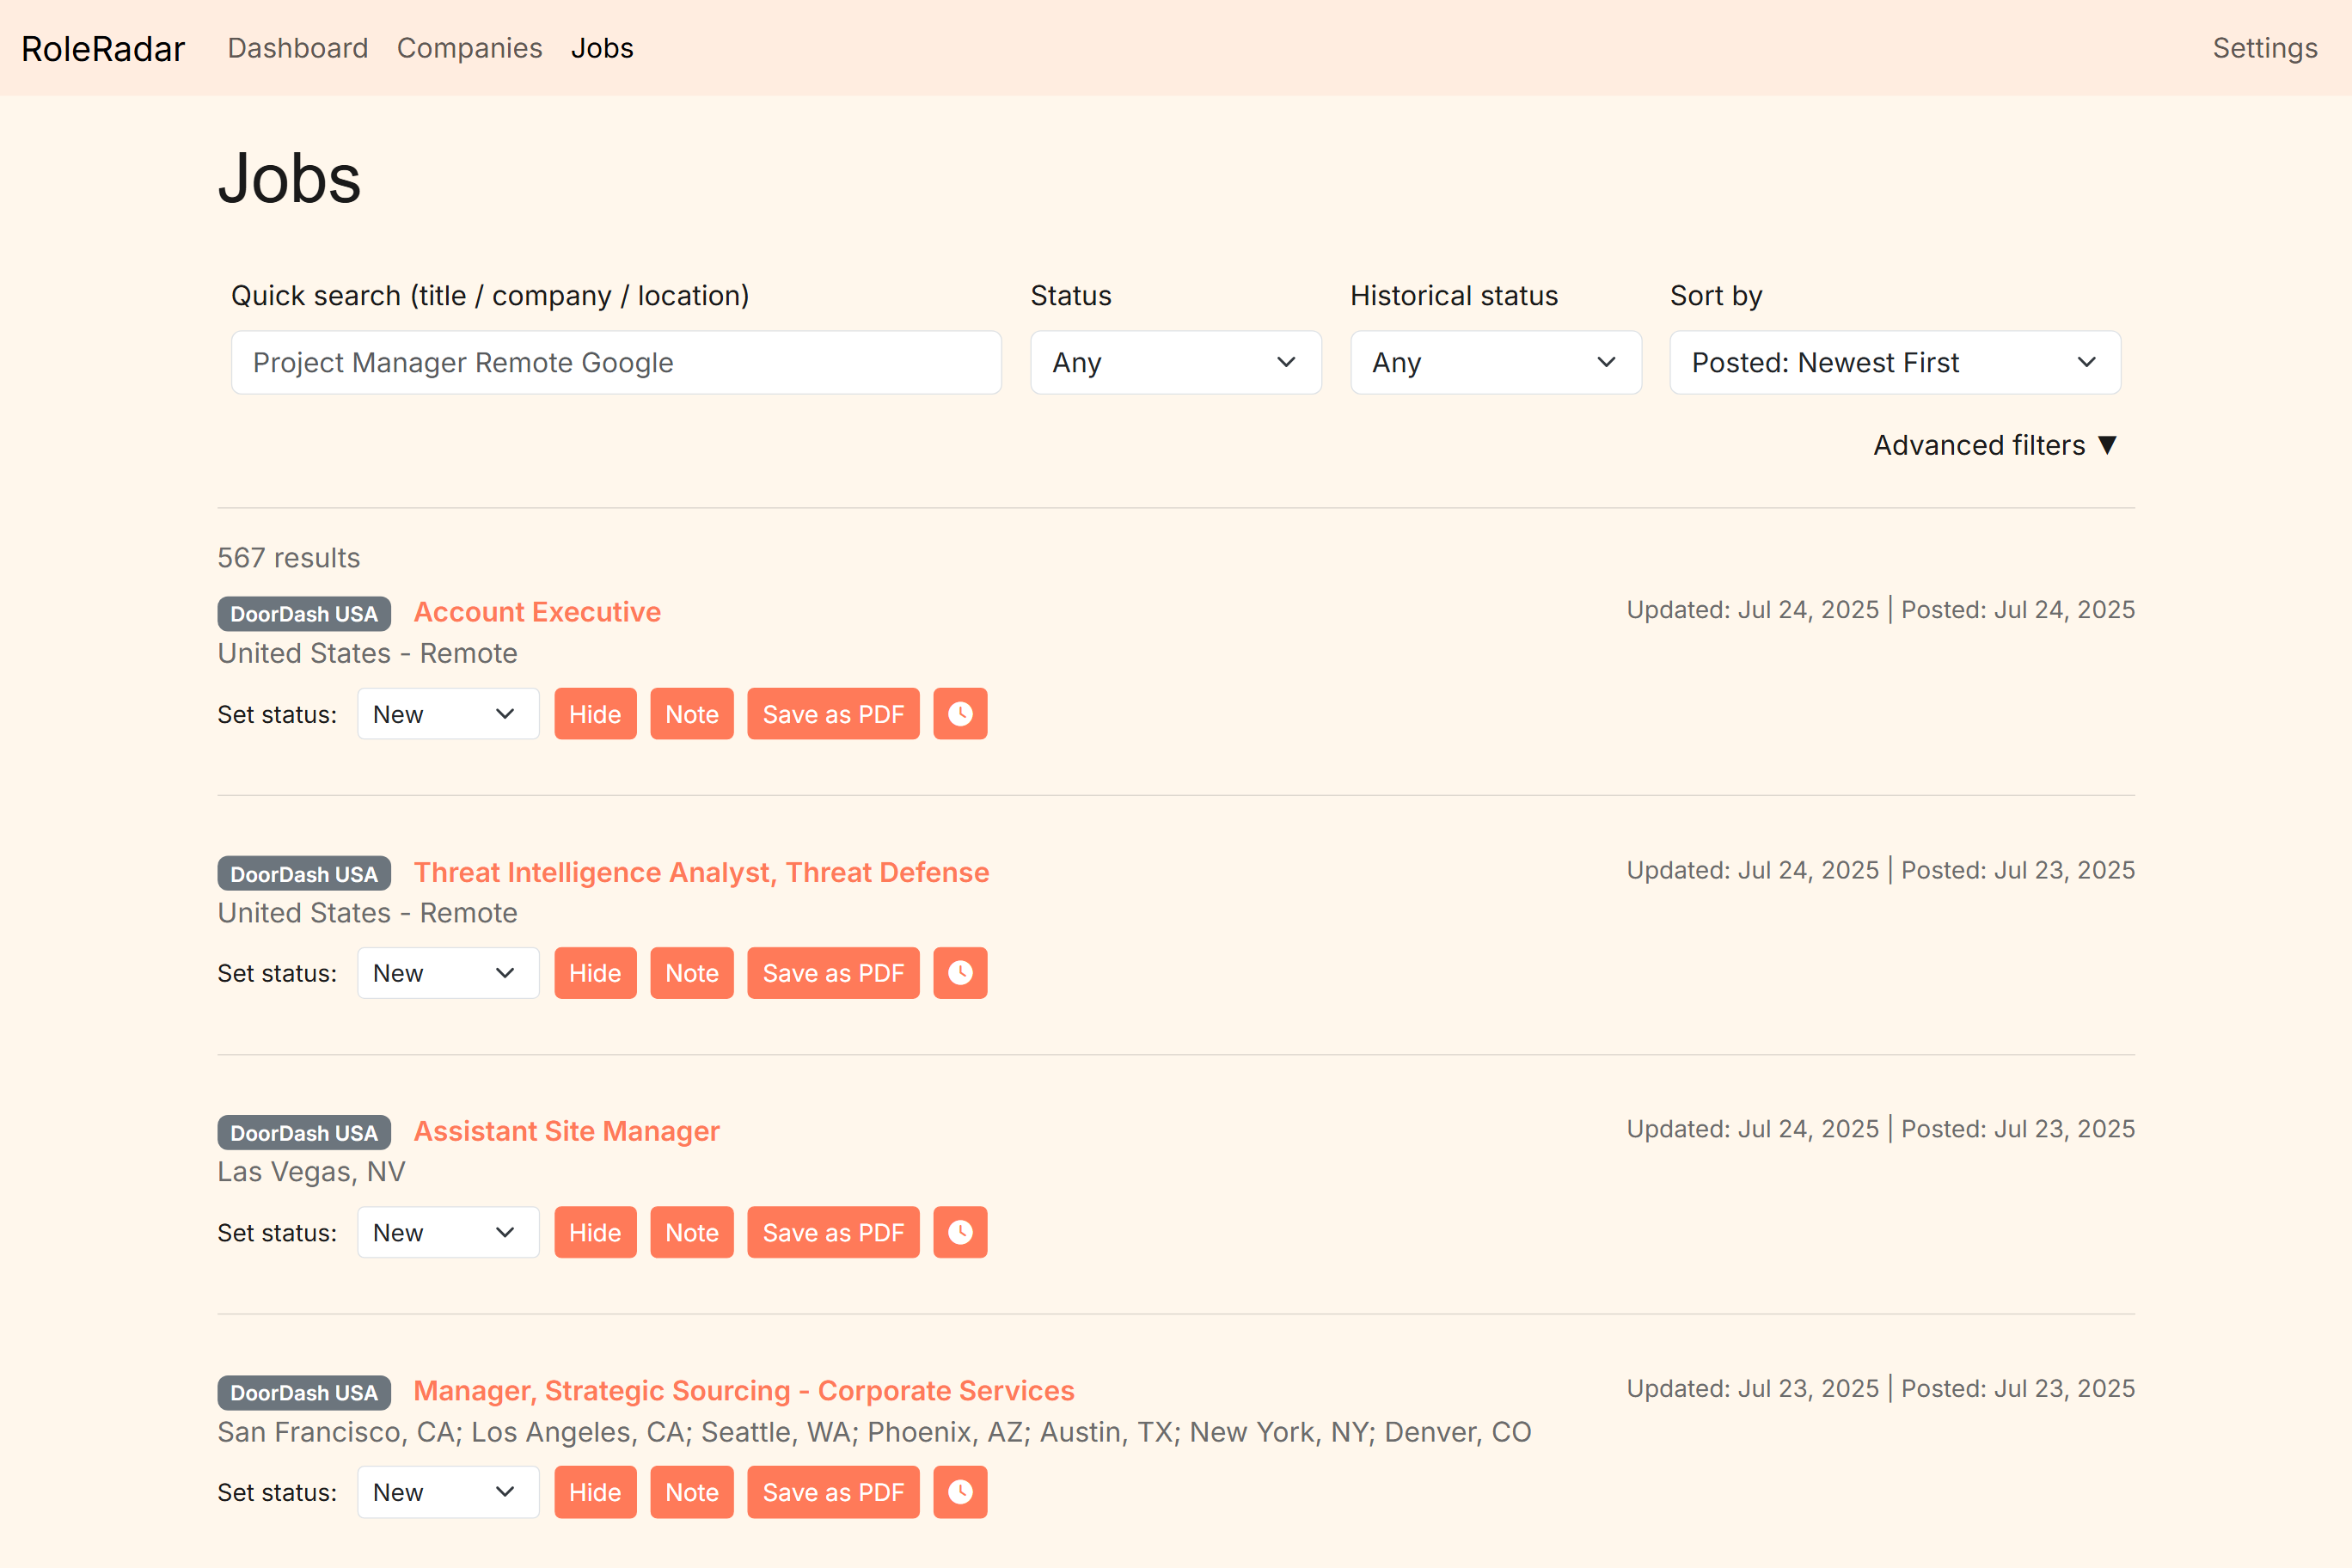 RoleRadar Dashboard Companies Jobs Settings
Jobs
Quick search (title / company / location) Status Historical status Sort by
Project Manager Remote Google Any Any Posted: Newest First
Advanced filters ▼
567 results
DoorDash USA Account Executive Updated: Jul 24, 2025 | Posted: Jul 24, 2025
United States - Remote
Set status: New Hide Note Save as PDF
DoorDash USA Threat Intelligence Analyst, Threat Defense Updated: Jul 24, 2025 | Posted: Jul 23, 2025
United States - Remote
Set status: New Hide Note Save as PDF
DoorDash USA Assistant Site Manager Updated: Jul 24, 2025 | Posted: Jul 23, 2025
Las Vegas, NV
Set status: New Hide Note Save as PDF
DoorDash USA Manager, Strategic Sourcing - Corporate Services Updated: Jul 23, 2025 | Posted: Jul 23, 2025
San Francisco, CA; Los Angeles, CA; Seattle, WA; Phoenix, AZ; Austin, TX; New York, NY; Denver, CO
Set status: New Hide Note Save as PDF